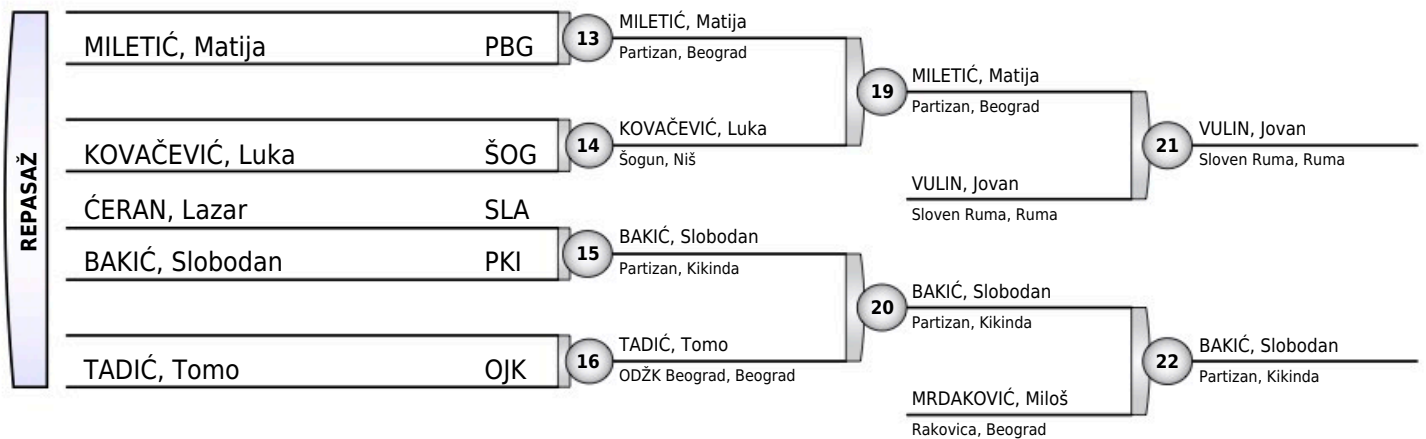 REPASAŽ
MILETIĆ, Matija PBG
KOVAČEVIĆ, Luka ŠOG
ĆERAN, Lazar SLA
BAKIĆ, Slobodan PKI
TADIĆ, Tomo OJK
13
MILETIĆ, Matija
Partizan, Beograd
14
KOVAČEVIĆ, Luka
Šogun, Niš
15
BAKIĆ, Slobodan
Partizan, Kikinda
16
TADIĆ, Tomo
ODŽK Beograd, Beograd
19
MILETIĆ, Matija
Partizan, Beograd
VULIN, Jovan
Sloven Ruma, Ruma
20
BAKIĆ, Slobodan
Partizan, Kikinda
MRDAKOVIĆ, Miloš
Rakovica, Beograd
21
VULIN, Jovan
Sloven Ruma, Ruma
22
BAKIĆ, Slobodan
Partizan, Kikinda